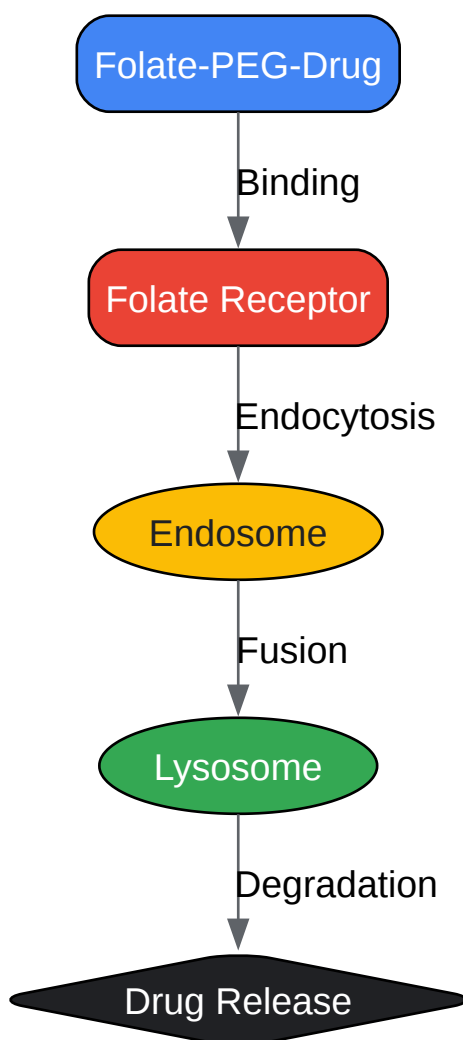 Folate-PEG-Drug
Binding
Folate Receptor
Endocytosis
Endosome
Fusion
Lysosome
Degradation
Drug Release